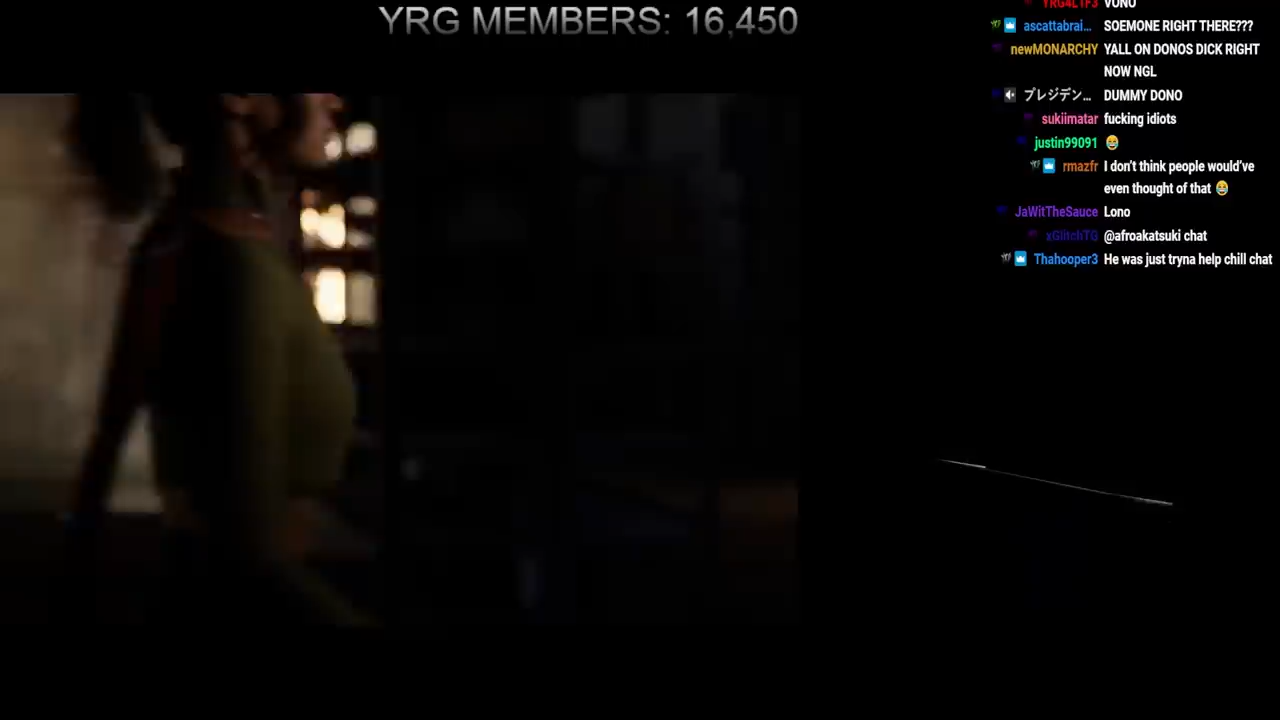 YRG MEMBERS: 16,450
YRG4L1F3 VONO
ascattabrai... SOEMONE RIGHT THERE???
newMONARCHY YALL ON DONOS DICK RIGHT
NOW NGL
プレジデン... DUMMY DONO
sukiimatar fucking idiots
justin99091 😂
rmazfr I don't think people would've
even thought of that 😂
JaWitTheSauce Lono
xGlitchTG @afroakatsuki chat
Thahooper3 He was just tryna help chill chat